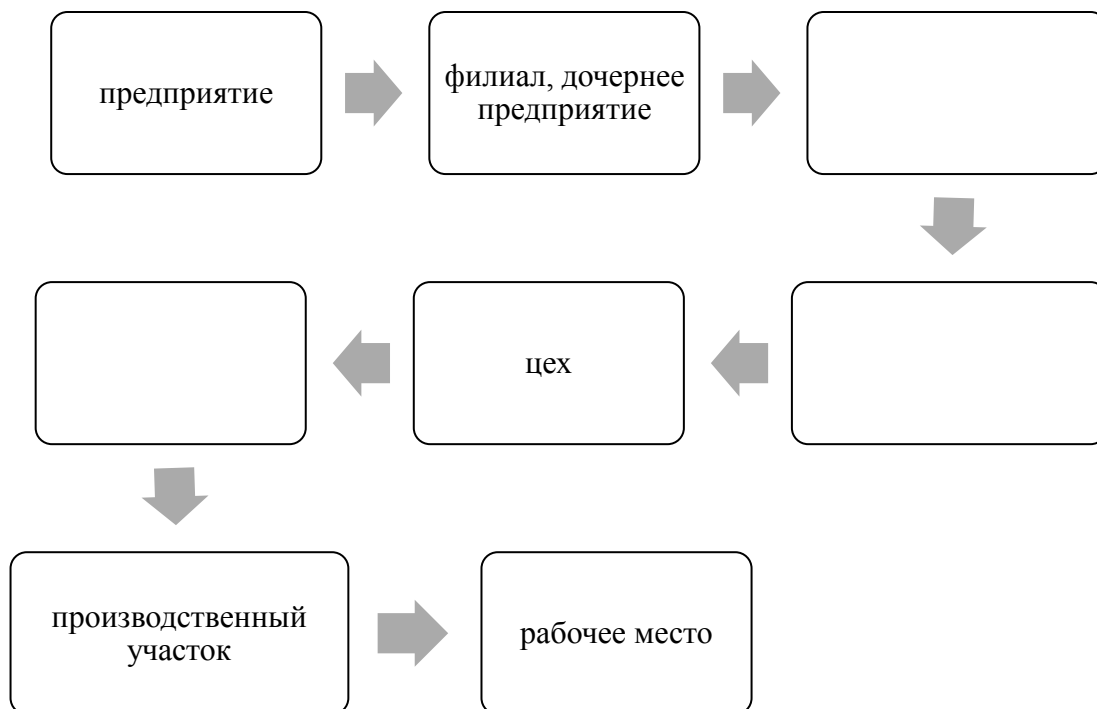 предприятие
филиал, дочернее
предприятие
цех
производственный
участок
рабочее место